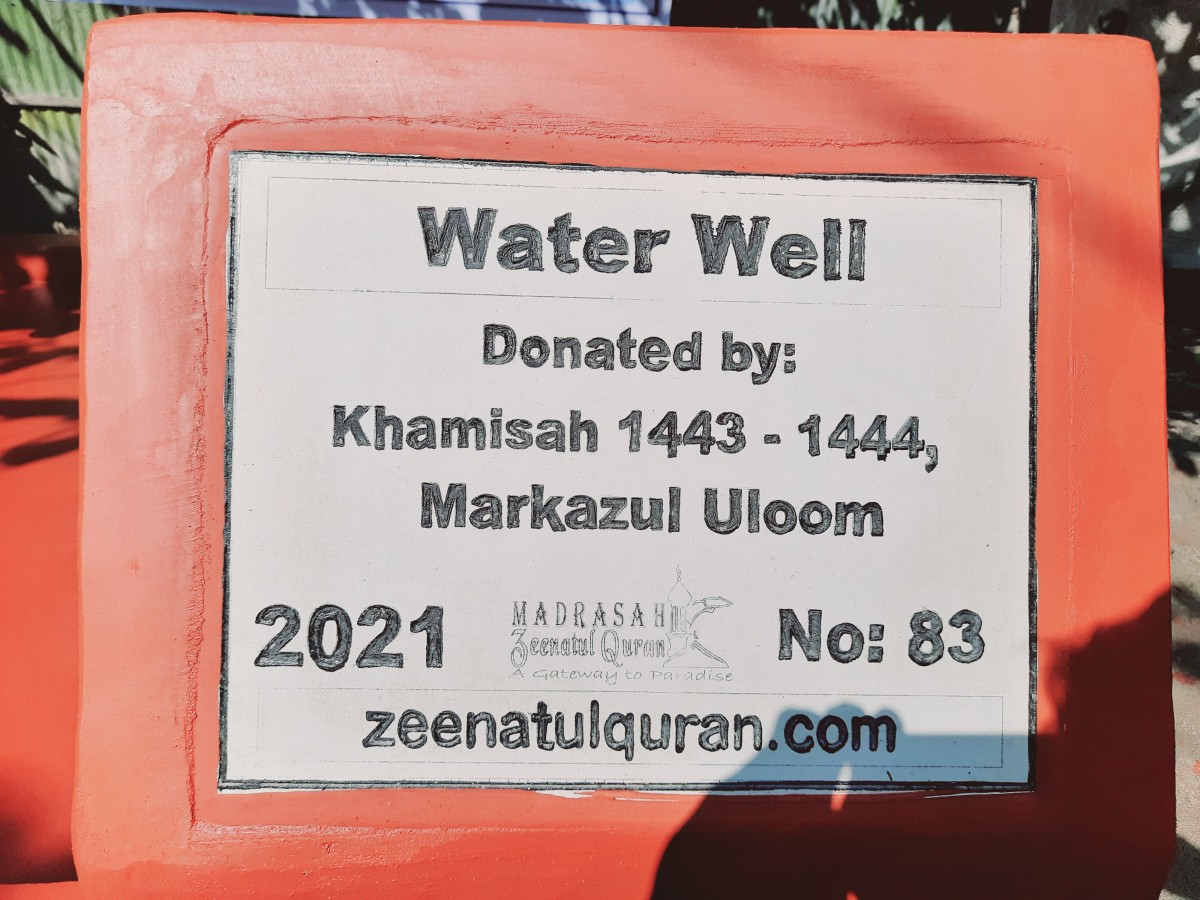 Water Well
Donated by:
Khamisah 1443 - 1444,
Markazul Uloom
2021
MADRASAH
Zeenatul Quran
A Gateway to Paradise
No: 83
zeenatulquran.com